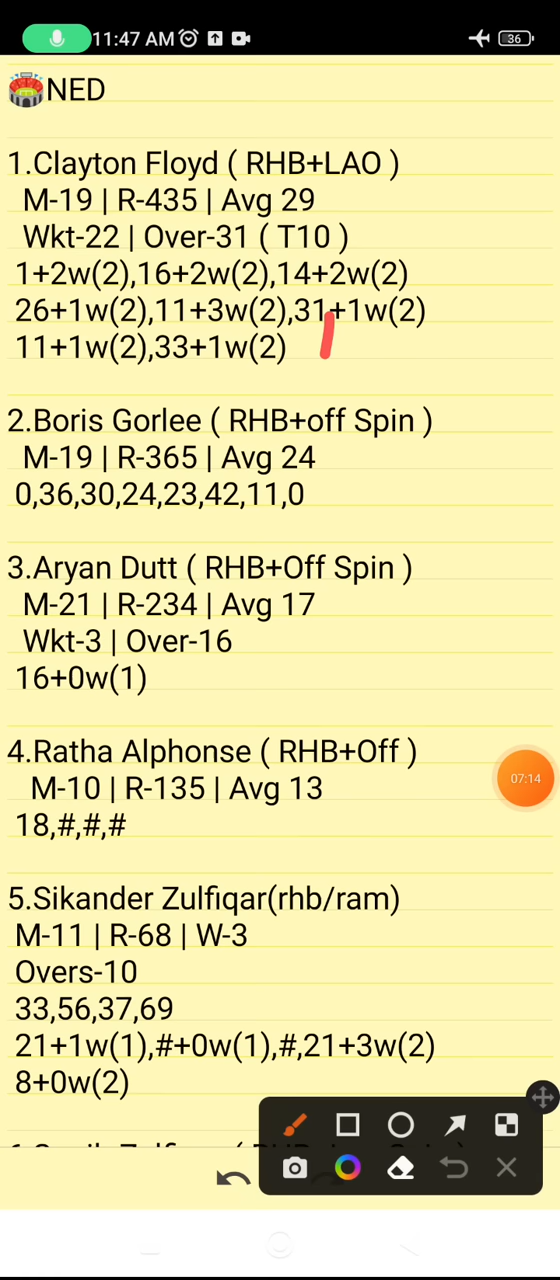 11:47 AM
36
NED
1.Clayton Floyd ( RHB+LAO )
M-19 | R-435 | Avg 29
Wkt-22 | Over-31 ( T10 )
1+2w(2),16+2w(2),14+2w(2)
26+1w(2),11+3w(2),31+1w(2)
11+1w(2),33+1w(2)
2.Boris Gorlee ( RHB+off Spin )
M-19 | R-365 | Avg 24
0,36,30,24,23,42,11,0
3.Aryan Dutt ( RHB+Off Spin )
M-21 | R-234 | Avg 17
Wkt-3 | Over-16
16+0w(1)
4.Ratha Alphonse ( RHB+Off )
M-10 | R-135 | Avg 13
18,#,#,#
07:14
5.Sikander Zulfiqar(rhb/ram)
M-11 | R-68 | W-3
Overs-10
33,56,37,69
21+1w(1),#+0w(1),#,21+3w(2)
8+0w(2)